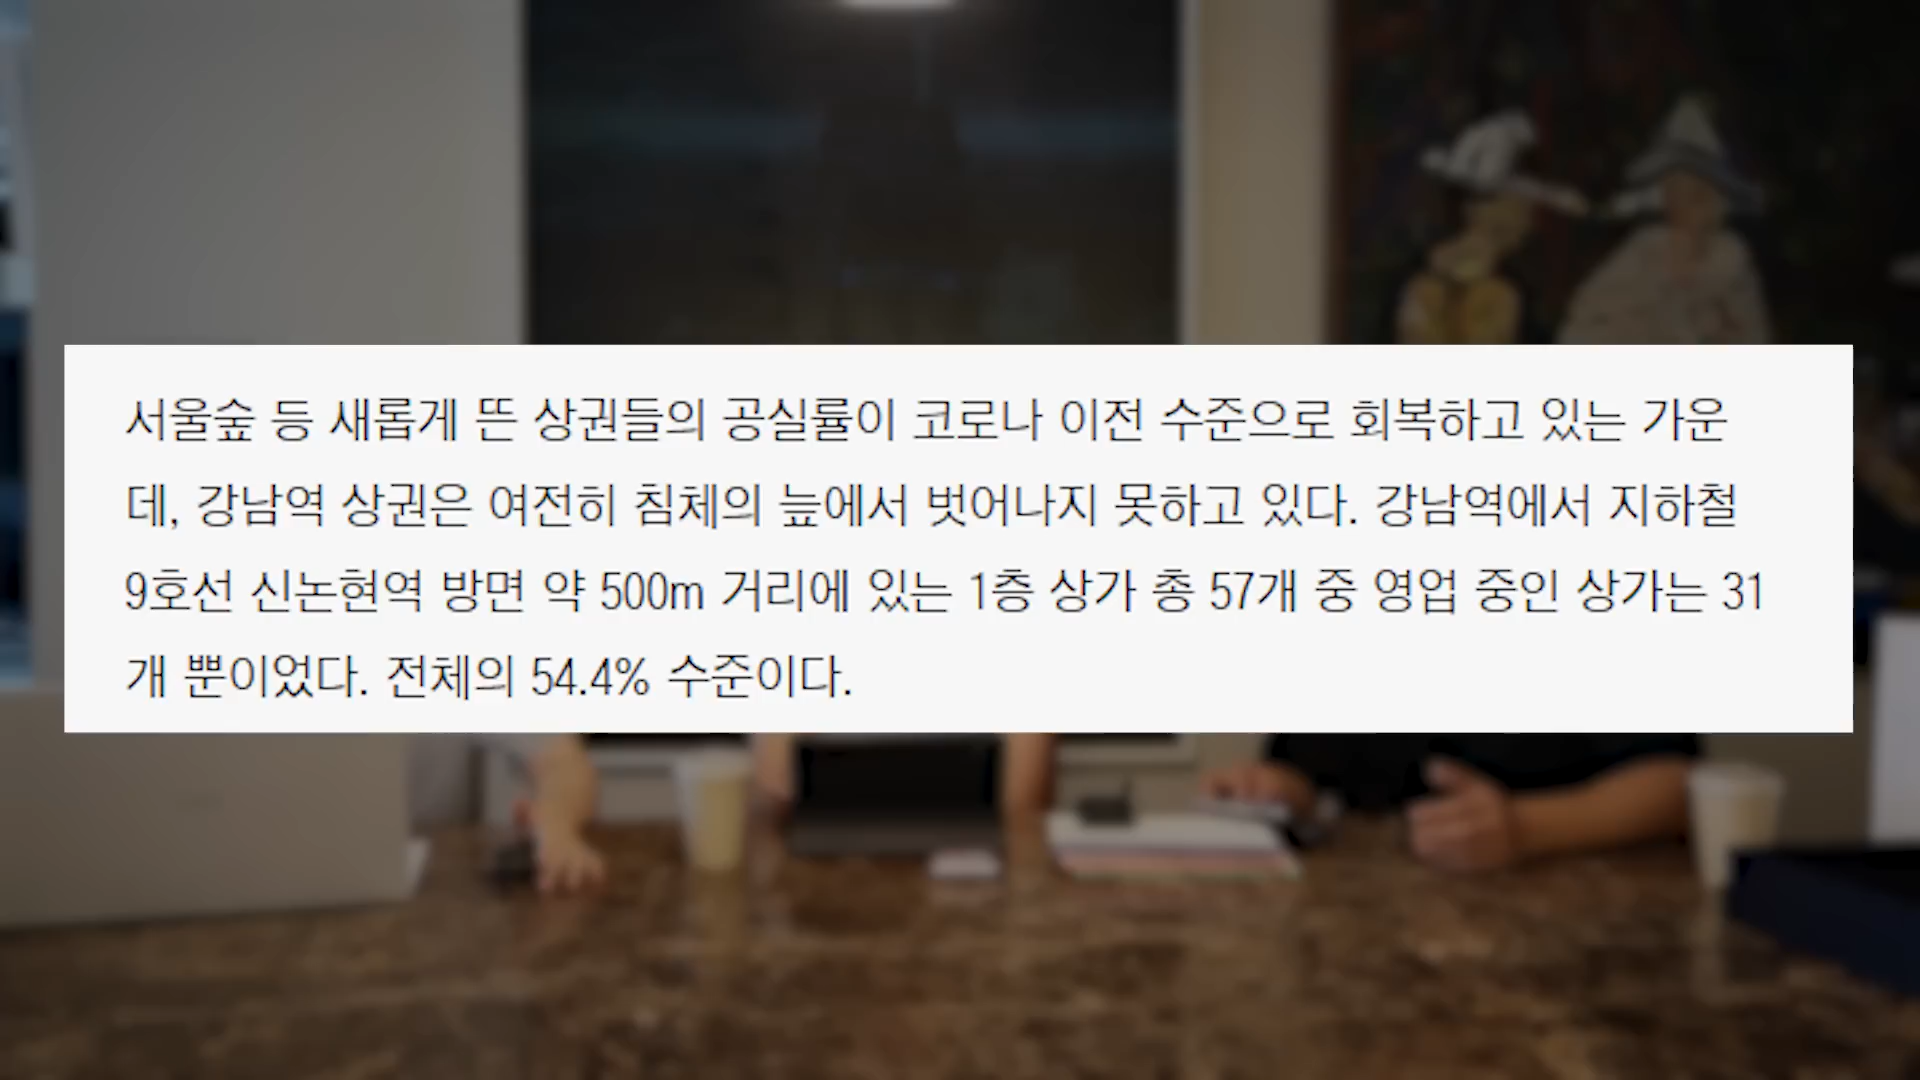 서울숲 등 새롭게 뜬 상권들의 공실률이 코로나 이전 수준으로 회복하고 있는 가운
데, 강남역 상권은 여전히 침체의 늪에서 벗어나지 못하고 있다. 강남역에서 지하철
9호선 신논현역 방면 약 500m 거리에 있는 1층 상가 총 57개 중 영업 중인 상가는 31
개 뿐이었다. 전체의 54.4% 수준이다.